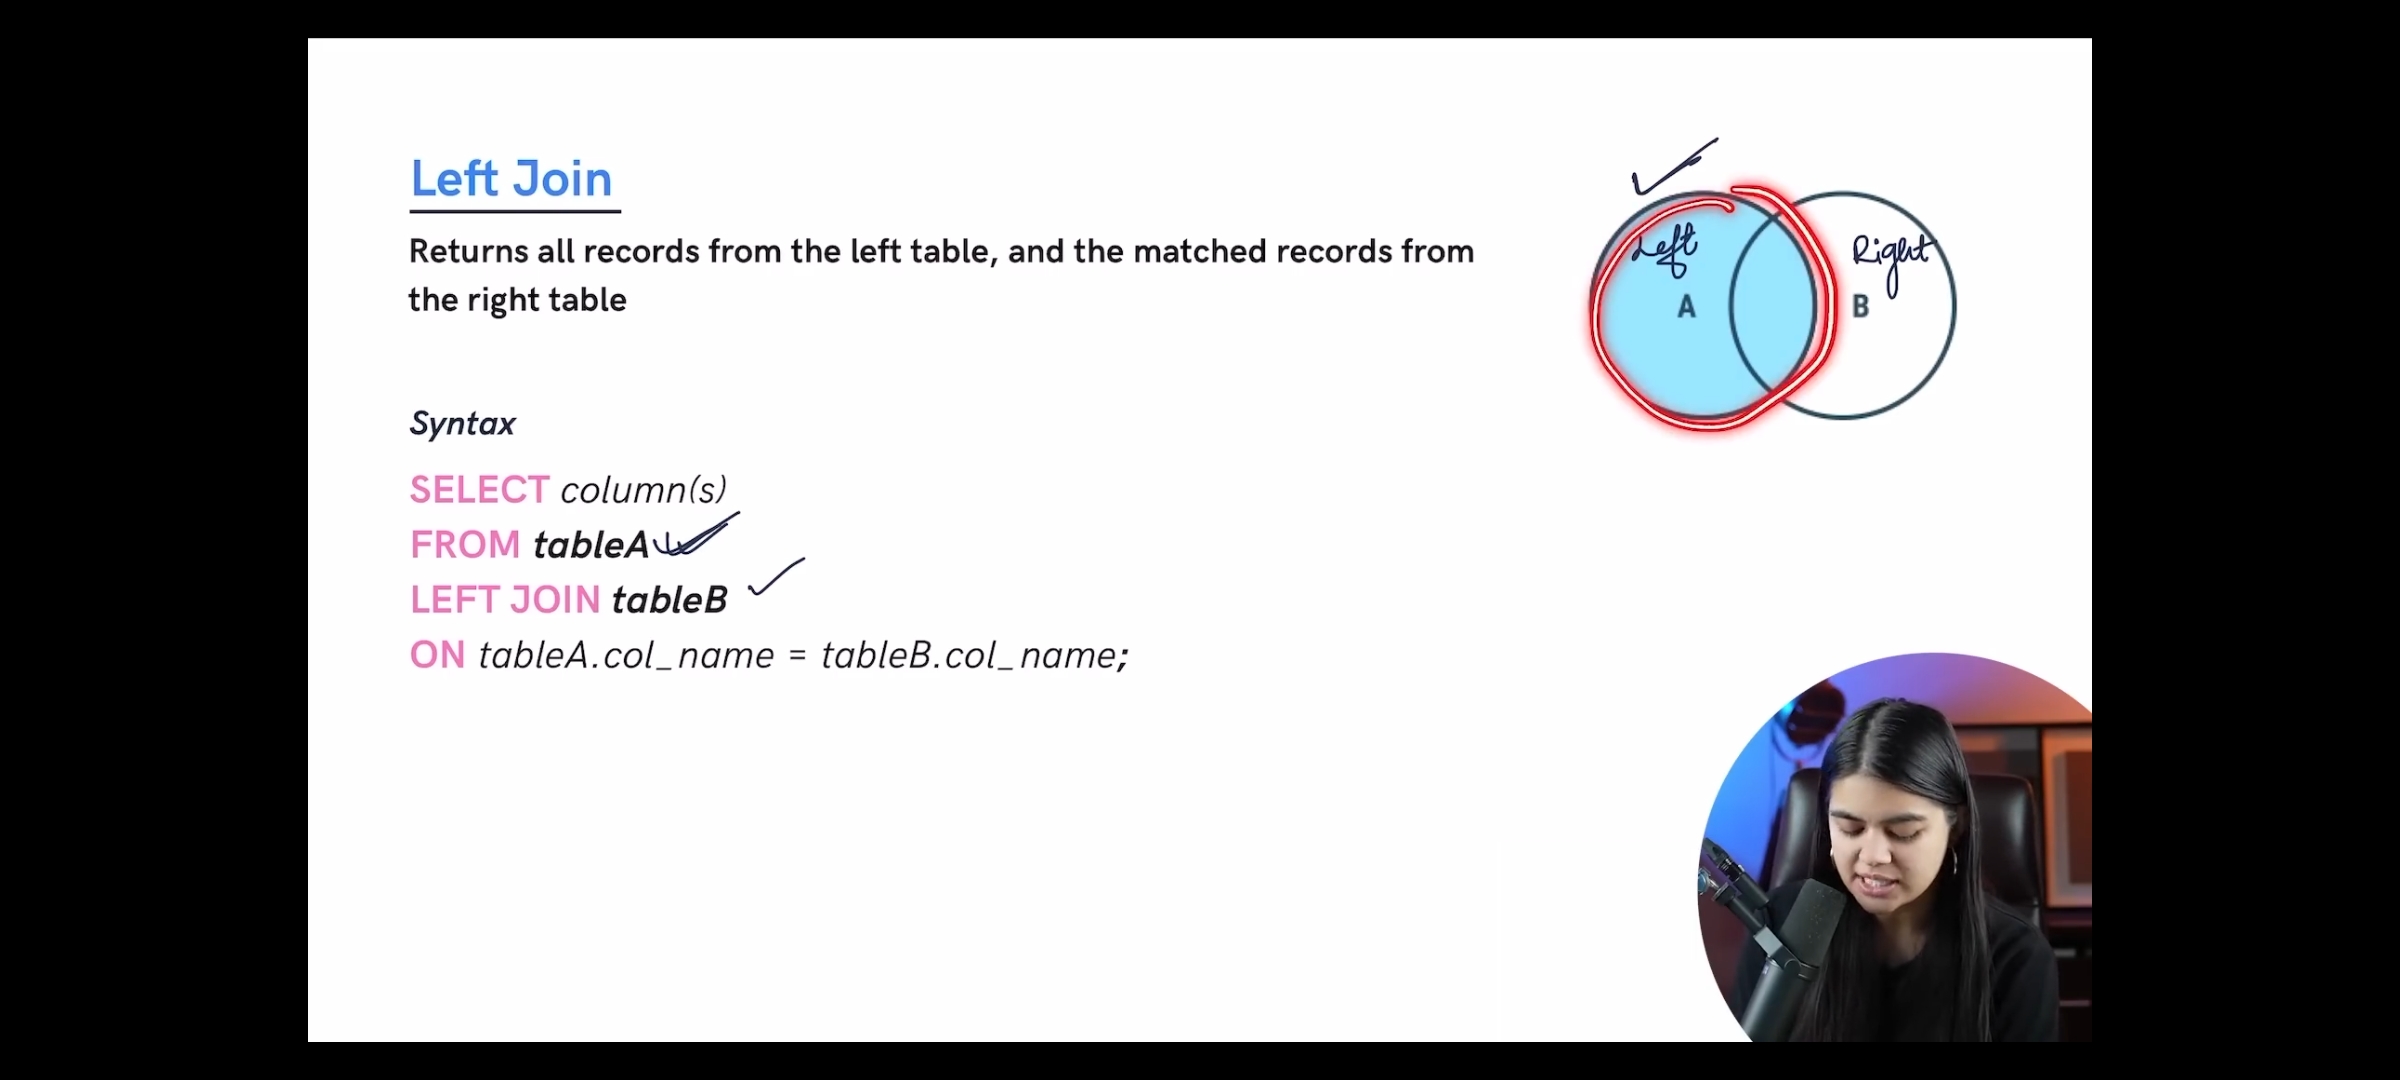 Left Join
Returns all records from the left table, and the matched records from
the right table
Left
Right
A
B
Syntax
SELECT column(s)
FROM tableA
LEFT JOIN tableB
ON tableA.col_name = tableB.col_name;